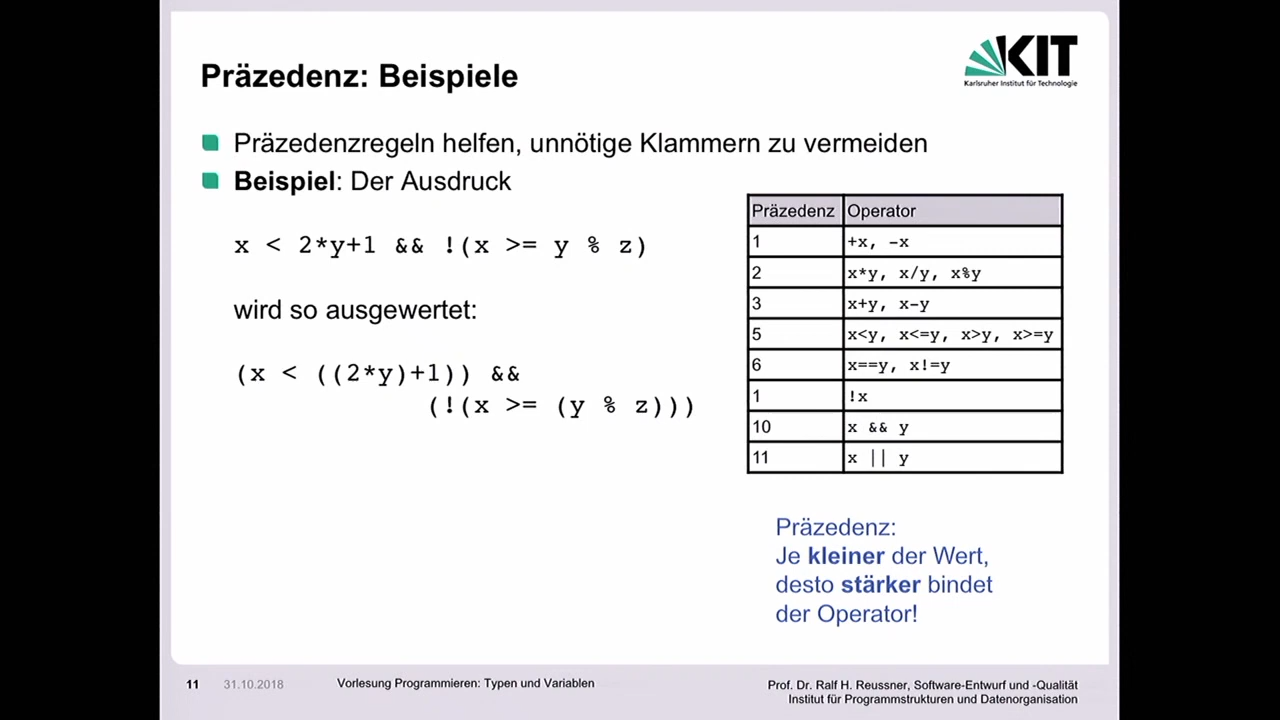 Präzedenz: Beispiele
KIT
Karlsruher Institut für Technologie
Präzedenzregeln helfen, unnötige Klammern zu vermeiden
Beispiel: Der Ausdruck
x < 2*y+1 && !(x >= y % z)
wird so ausgewertet:
(x < ((2*y)+1)) &&
(!(x >= (y % z)))
Präzedenz Operator
1 +x, -x
2 x*y, x/y, x%y
3 x+y, x-y
5 x<y, x<=y, x>y, x>=y
6 x==y, x!=y
1 !x
10 x && y
11 x || y
Präzedenz:
Je kleiner der Wert,
desto stärker bindet
der Operator!
11 31.10.2018 Vorlesung Programmieren: Typen und Variablen
Prof. Dr. Ralf H. Reussner, Software-Entwurf und -Qualität
Institut für Programmstrukturen und Datenorganisation